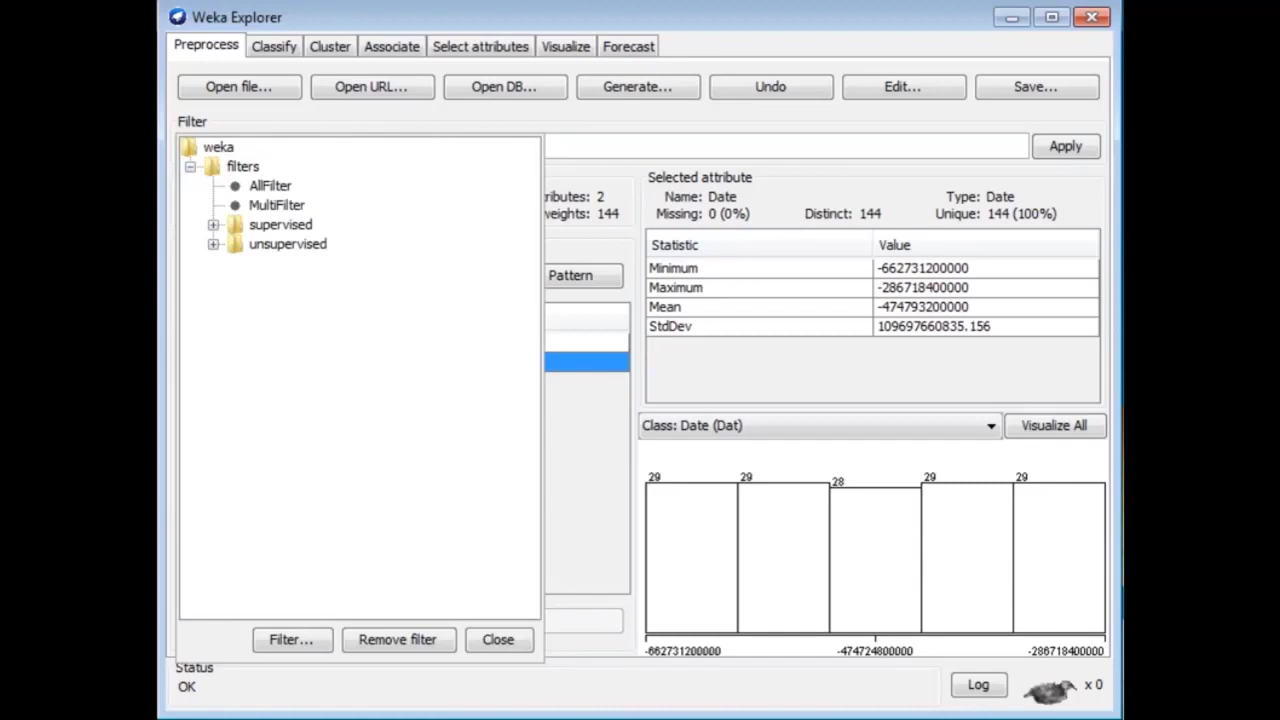 Weka Explorer
Preprocess Classify Cluster Associate Select attributes Visualize Forecast
Open file... Open URL... Open DB... Generate... Undo Edit... Save...
Filter
weka
filters
AllFilter
MultiFilter
supervised
unsupervised
Filter... Remove filter Close
Apply
ributes: 2
weights: 144
Pattern
Selected attribute
Name: Date Type: Date
Missing: 0 (0%) Distinct: 144 Unique: 144 (100%)
Statistic Value
Minimum -662731200000
Maximum -286718400000
Mean -474793200000
StdDev 109697660835.156
Class: Date (Dat) Visualize All
29 29 28 29 29
-662731200000 -474724800000 -286718400000
Status
OK
Log x 0